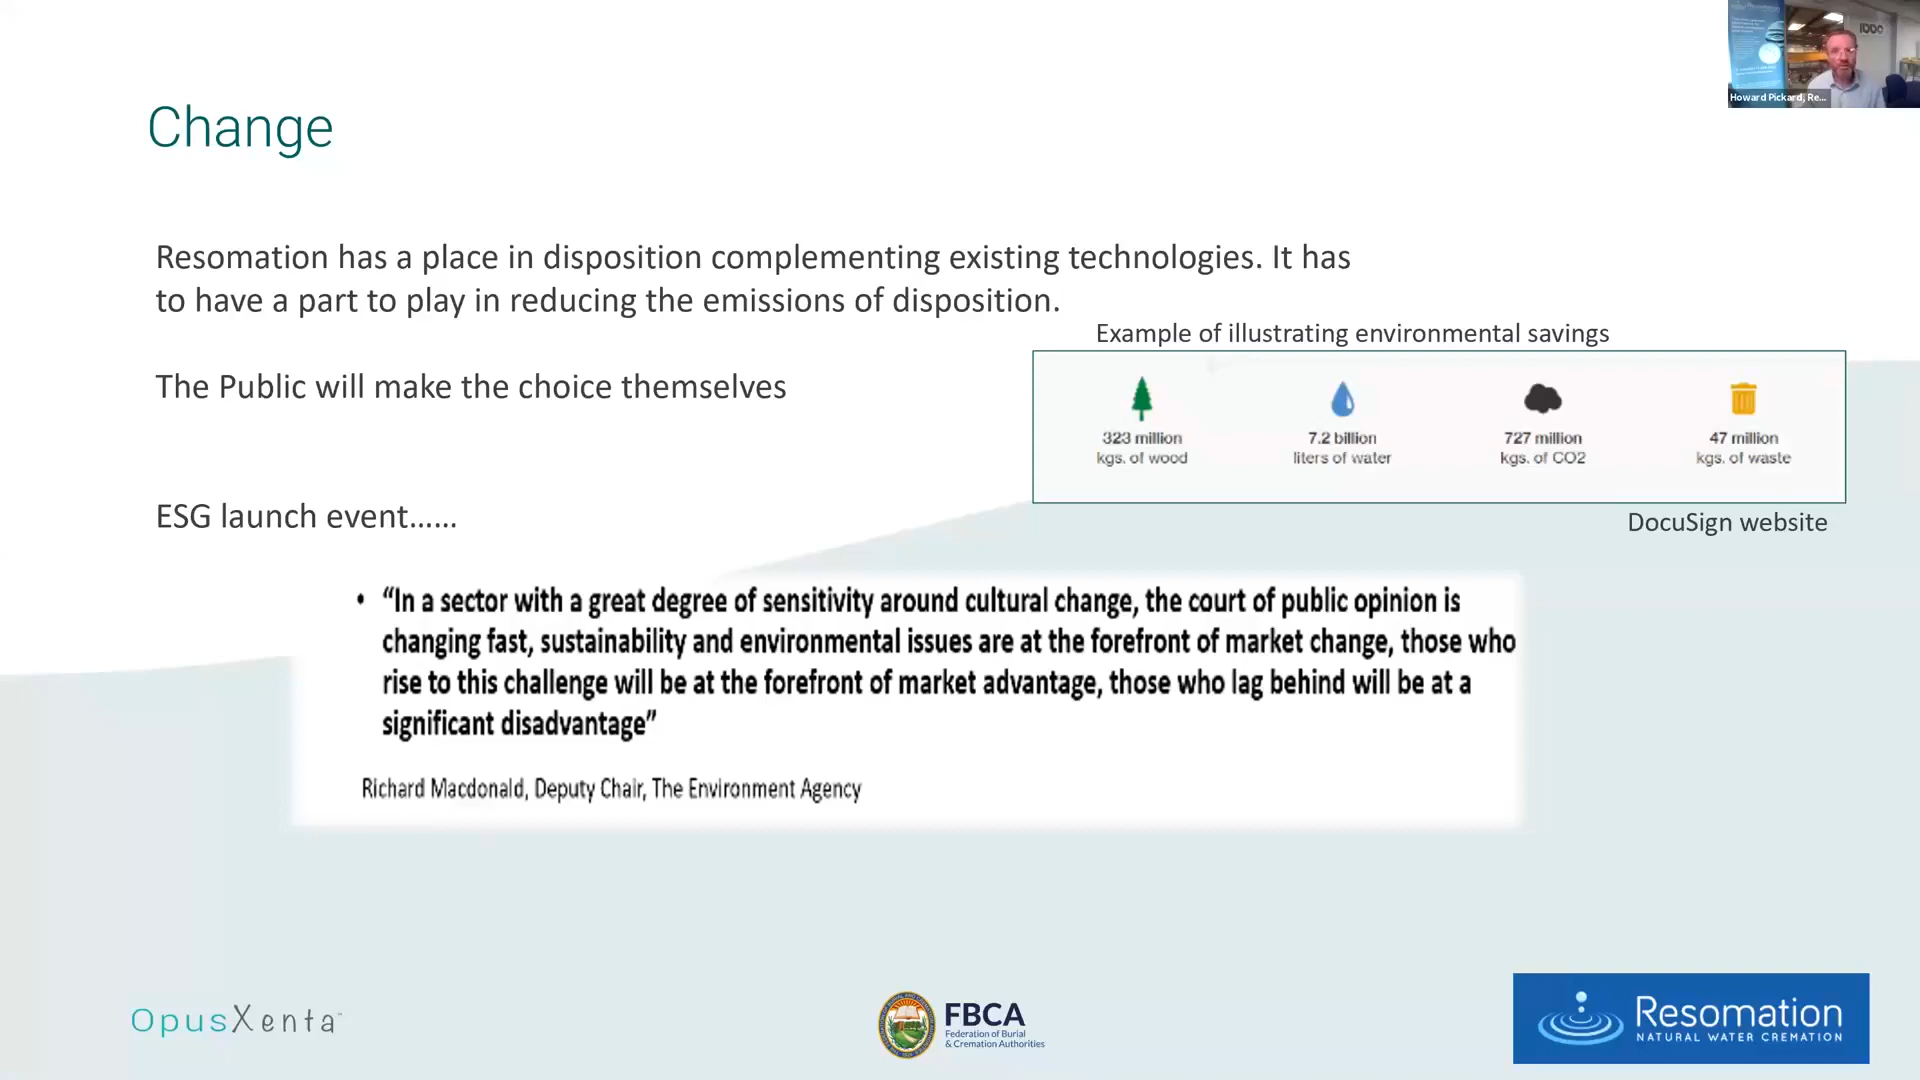 Howard Pickard, Re...
Change
Resomation has a place in disposition complementing existing technologies. It has
to have a part to play in reducing the emissions of disposition.
The Public will make the choice themselves
ESG launch event......
Example of illustrating environmental savings
323 million
kgs. of wood
7.2 billion
liters of water
727 million
kgs. of CO2
47 million
kgs. of waste
DocuSign website
• “In a sector with a great degree of sensitivity around cultural change, the court of public opinion is
changing fast, sustainability and environmental issues are at the forefront of market change, those who
rise to this challenge will be at the forefront of market advantage, those who lag behind will be at a
significant disadvantage”
Richard Macdonald, Deputy Chair, The Environment Agency
OpusXenta™
FBCA
Federation of Burial
& Cremation Authorities
Resomation
NATURAL WATER CREMATION